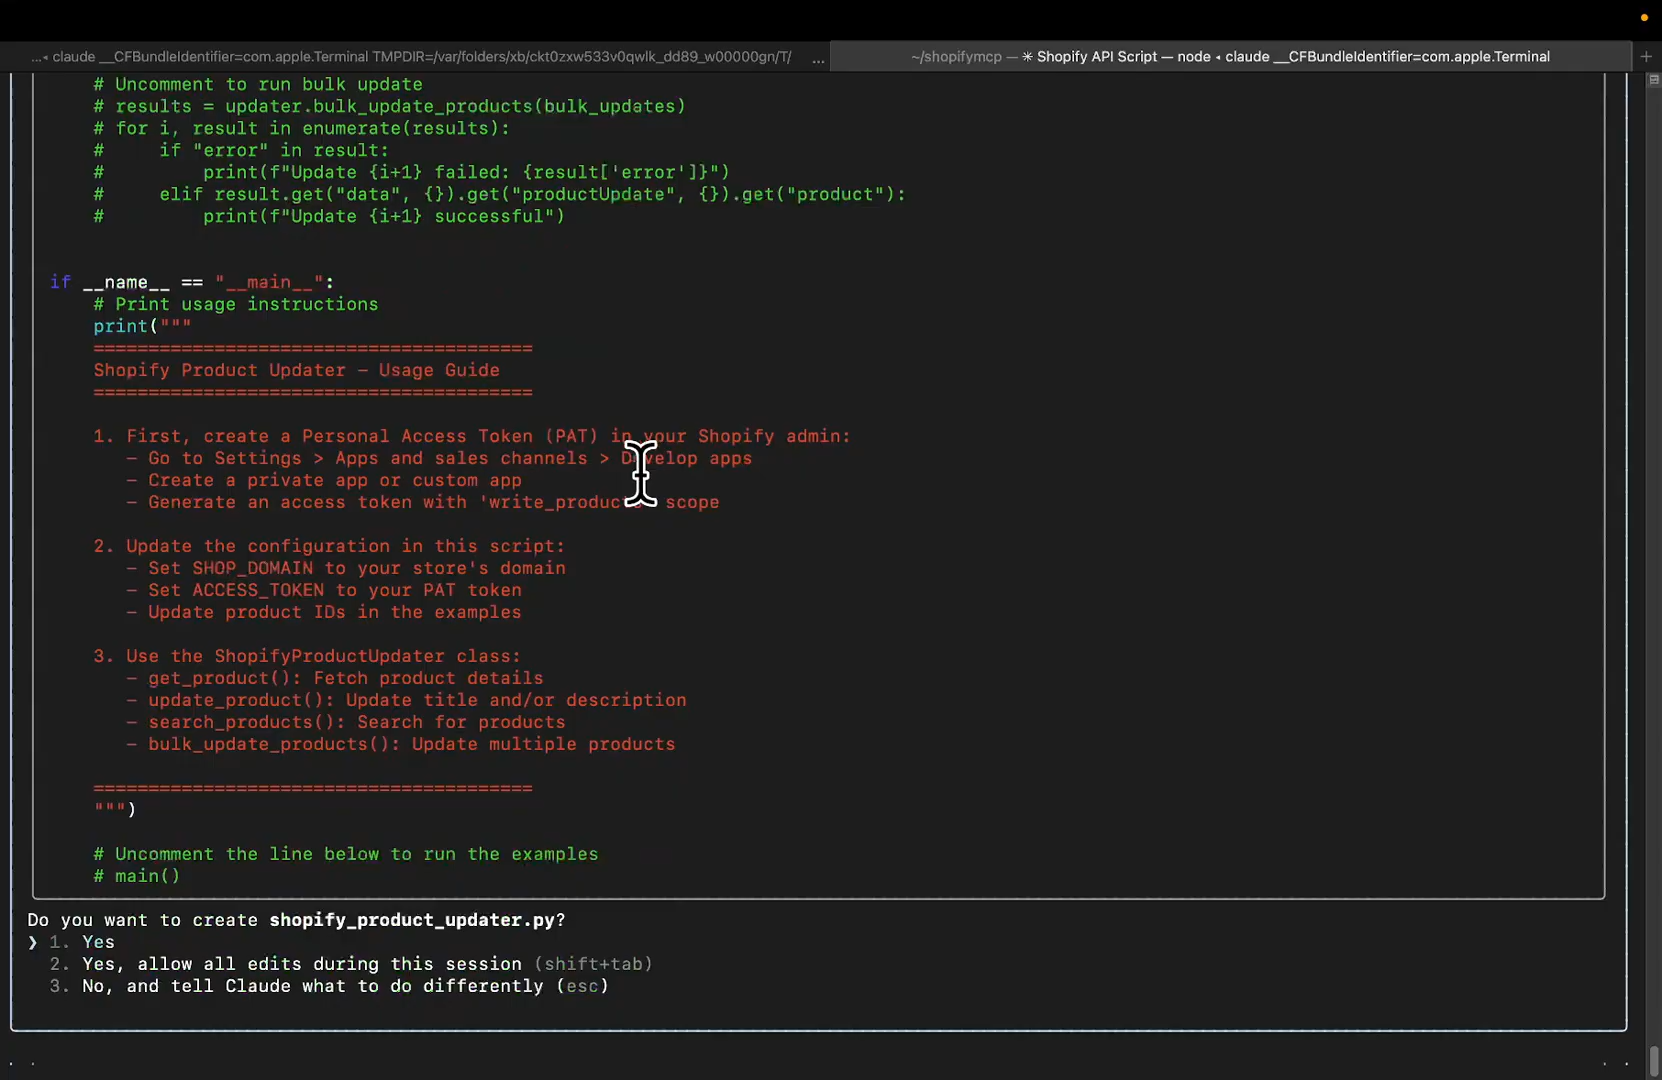 ...◂ claude __CFBundleIdentifier=com.apple.Terminal TMPDIR=/var/folders/xb/ckt0zxw533v0qwlk_dd89_w00000gn/T/ ...
~/shopifymcp — ✳ Shopify API Script — node ◂ claude __CFBundleIdentifier=com.apple.Terminal
# Uncomment to run bulk update
# results = updater.bulk_update_products(bulk_updates)
# for i, result in enumerate(results):
#     if "error" in result:
#         print(f"Update {i+1} failed: {result['error']}")
#     elif result.get("data", {}).get("productUpdate", {}).get("product"):
#         print(f"Update {i+1} successful")
if __name__ == "__main__":
# Print usage instructions
print("""
========================================
Shopify Product Updater – Usage Guide
========================================
1. First, create a Personal Access Token (PAT) in your Shopify admin:
– Go to Settings > Apps and sales channels > Develop apps
– Create a private app or custom app
– Generate an access token with 'write_products' scope
2. Update the configuration in this script:
– Set SHOP_DOMAIN to your store's domain
– Set ACCESS_TOKEN to your PAT token
– Update product IDs in the examples
3. Use the ShopifyProductUpdater class:
– get_product(): Fetch product details
– update_product(): Update title and/or description
– search_products(): Search for products
– bulk_update_products(): Update multiple products
========================================
""")
# Uncomment the line below to run the examples
# main()
Do you want to create shopify_product_updater.py?
❯ 1. Yes
2. Yes, allow all edits during this session (shift+tab)
3. No, and tell Claude what to do differently (esc)